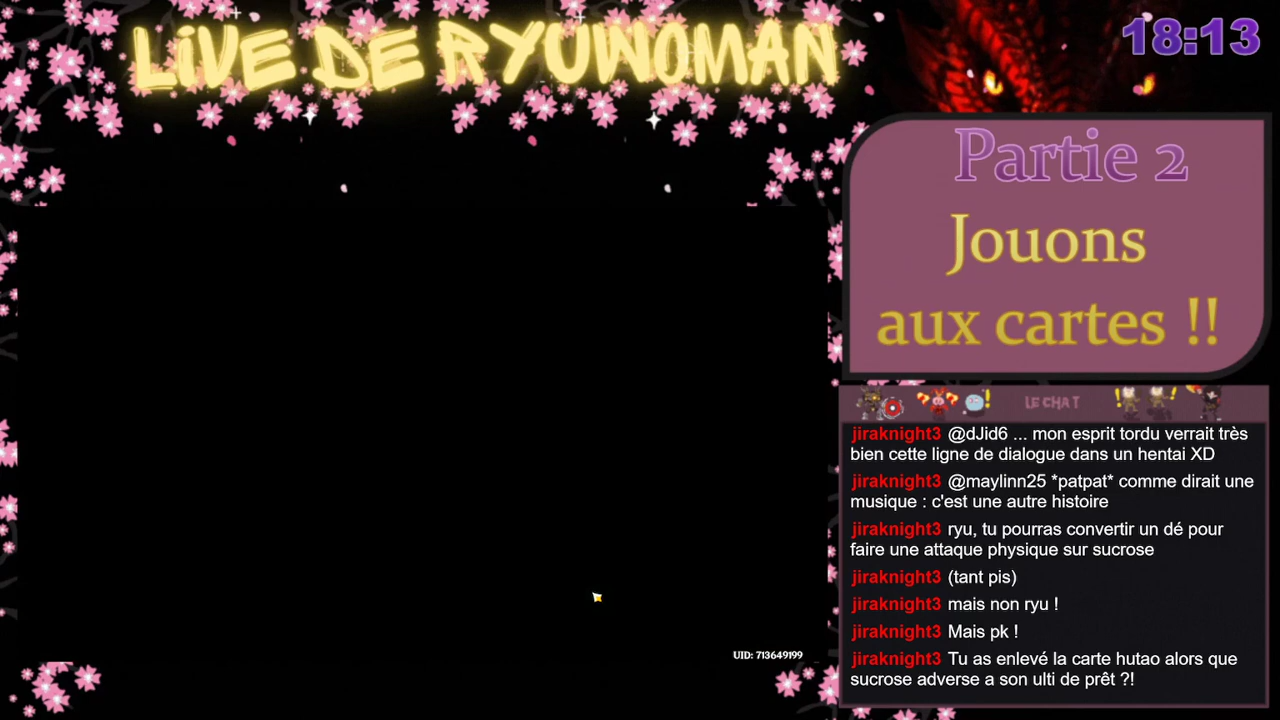 LiVE DE RYUWOMAN
18:13
Partie 2
Jouons
aux cartes !!
LE CHAT
jiraknight3 @dJid6 ... mon esprit tordu verrait très
bien cette ligne de dialogue dans un hentai XD
jiraknight3 @maylinn25 *patpat* comme dirait une
musique : c'est une autre histoire
jiraknight3 ryu, tu pourras convertir un dé pour
faire une attaque physique sur sucrose
jiraknight3 (tant pis)
jiraknight3 mais non ryu !
jiraknight3 Mais pk !
jiraknight3 Tu as enlevé la carte hutao alors que
sucrose adverse a son ulti de prêt ?!
UID: 713649199